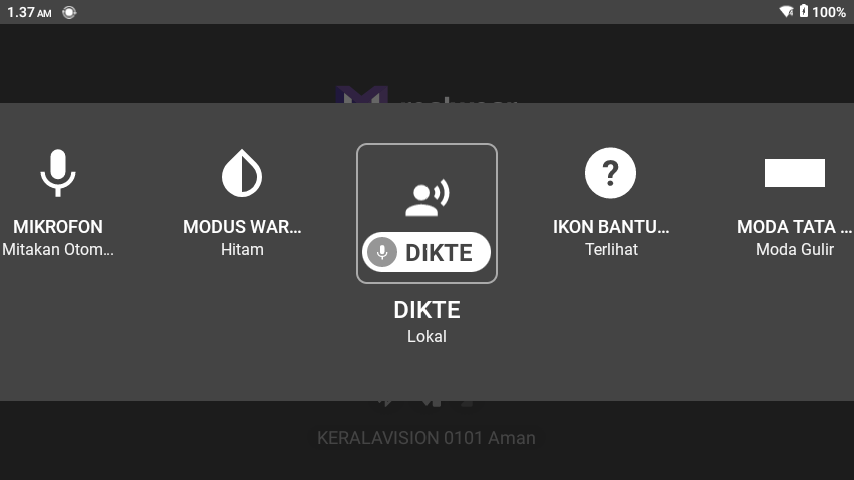 1.37 AM
100%
MIKROFON
Mitakan Otom...
MODUS WAR...
Hitam
DIKTE
DIKTE
Lokal
IKON BANTU...
Terlihat
MODA TATA ...
Moda Gulir
KERALAVISION 0101 Aman